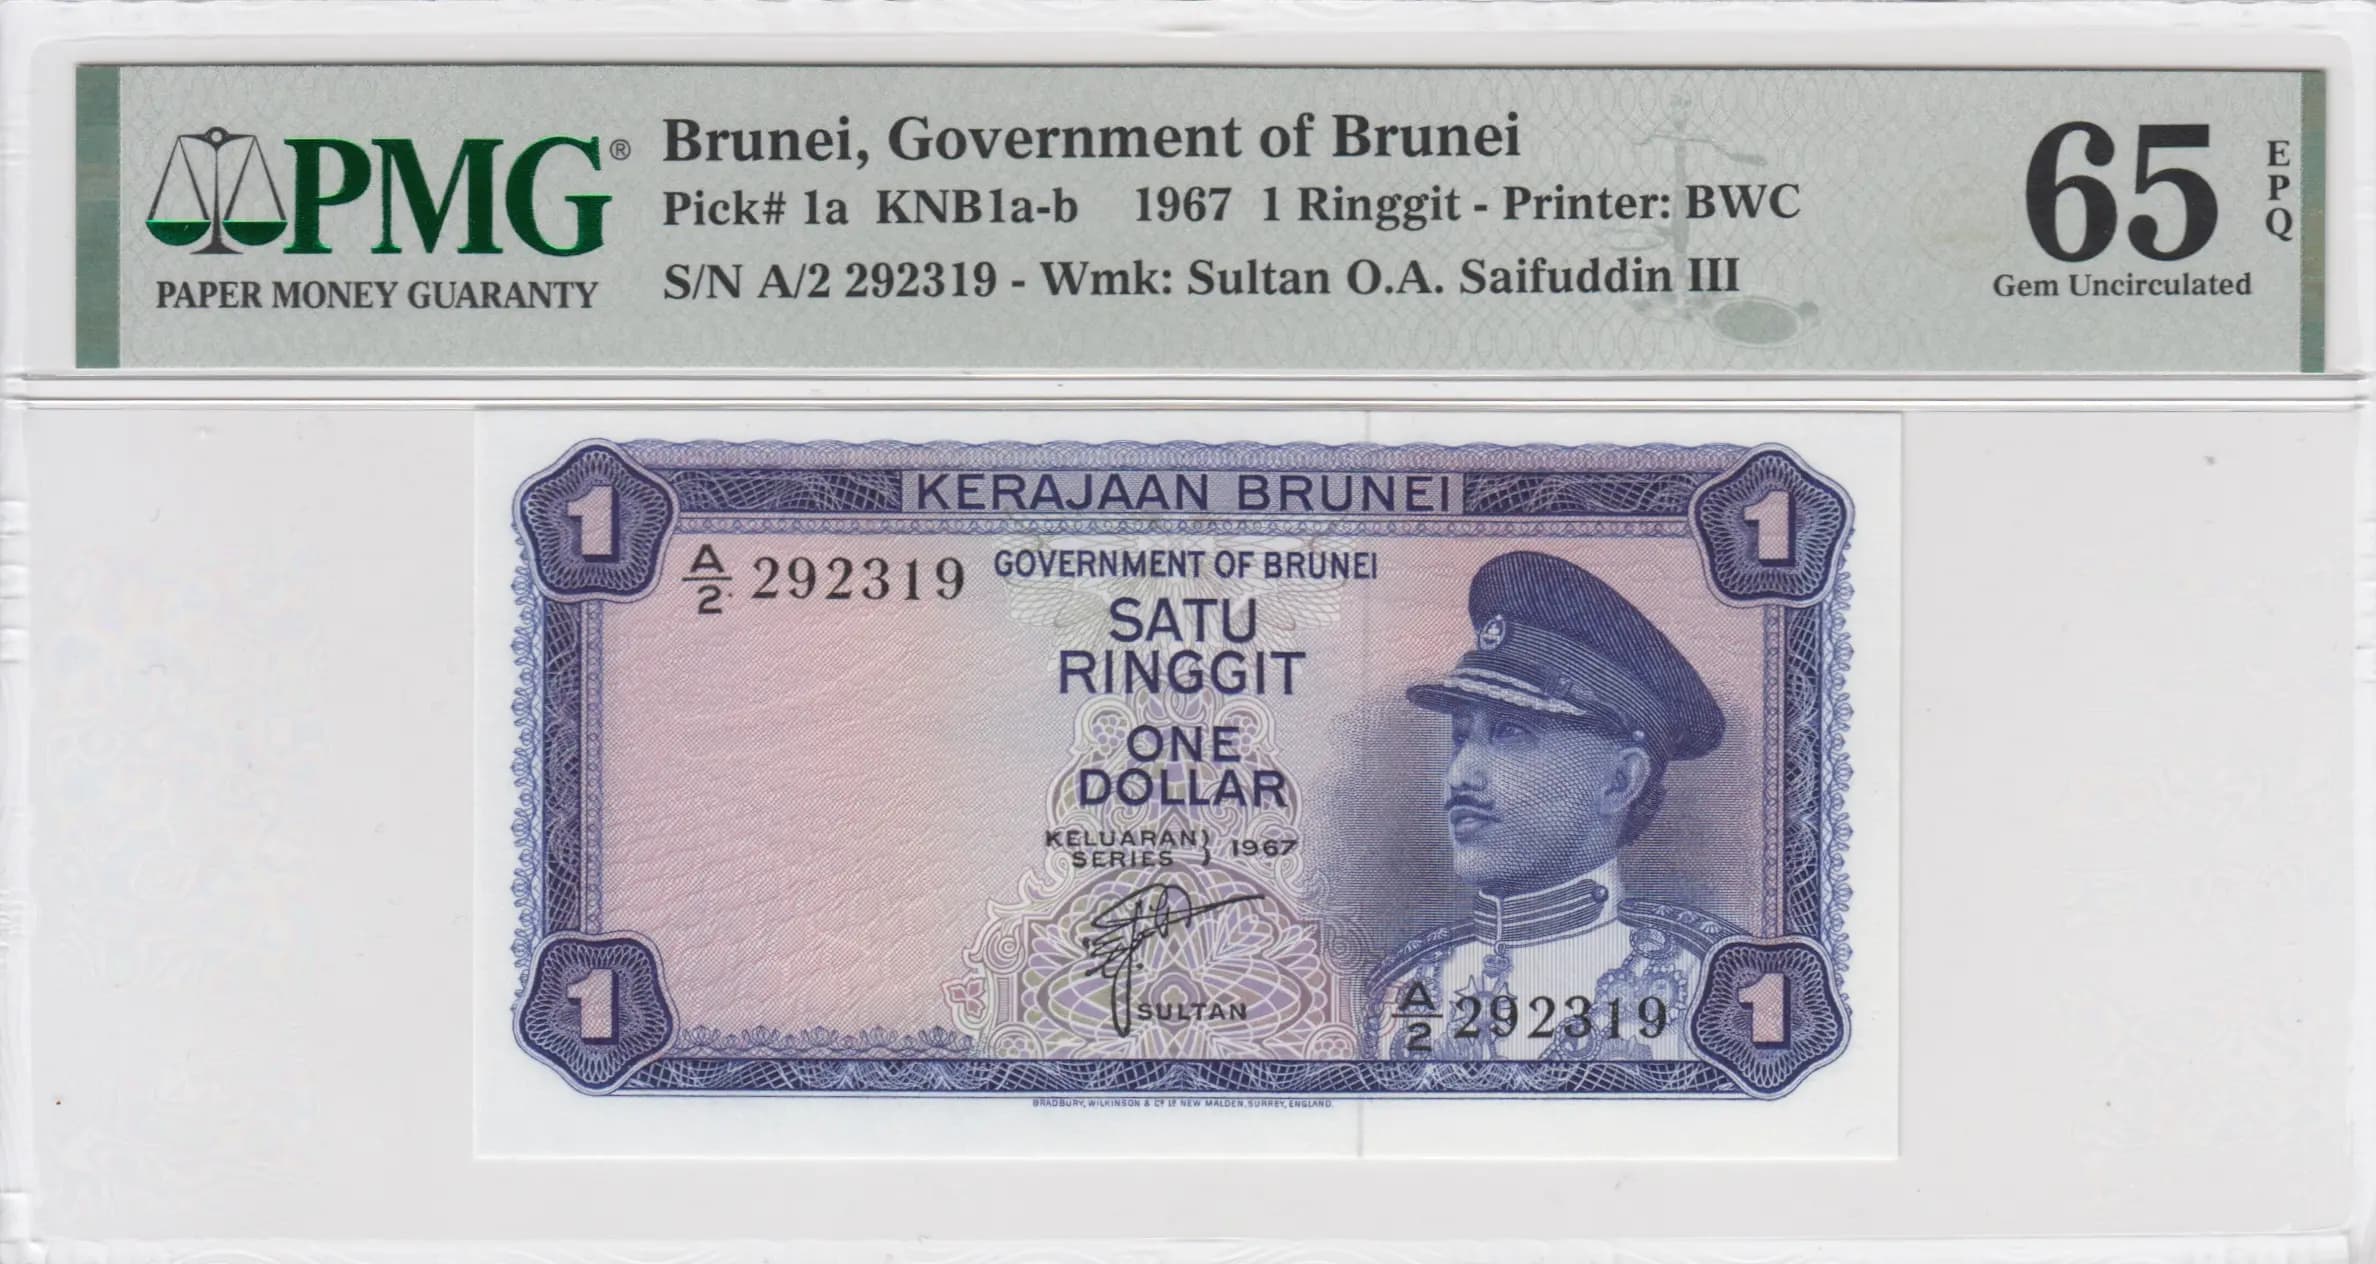 PMG®
PAPER MONEY GUARANTY
Brunei, Government of Brunei
Pick# 1a KNB1a-b 1967 1 Ringgit - Printer: BWC
S/N A/2 292319 - Wmk: Sultan O.A. Saifuddin III
65
EPQ
Gem Uncirculated
1
KERAJAAN BRUNEI
1
A/2 292319
GOVERNMENT OF BRUNEI
SATU
RINGGIT
ONE
DOLLAR
KELUARAN)
SERIES ) 1967
SULTAN
A/2 292319
1
1
BRADBURY, WILKINSON & Cº Lº NEW MALDEN, SURREY, ENGLAND.